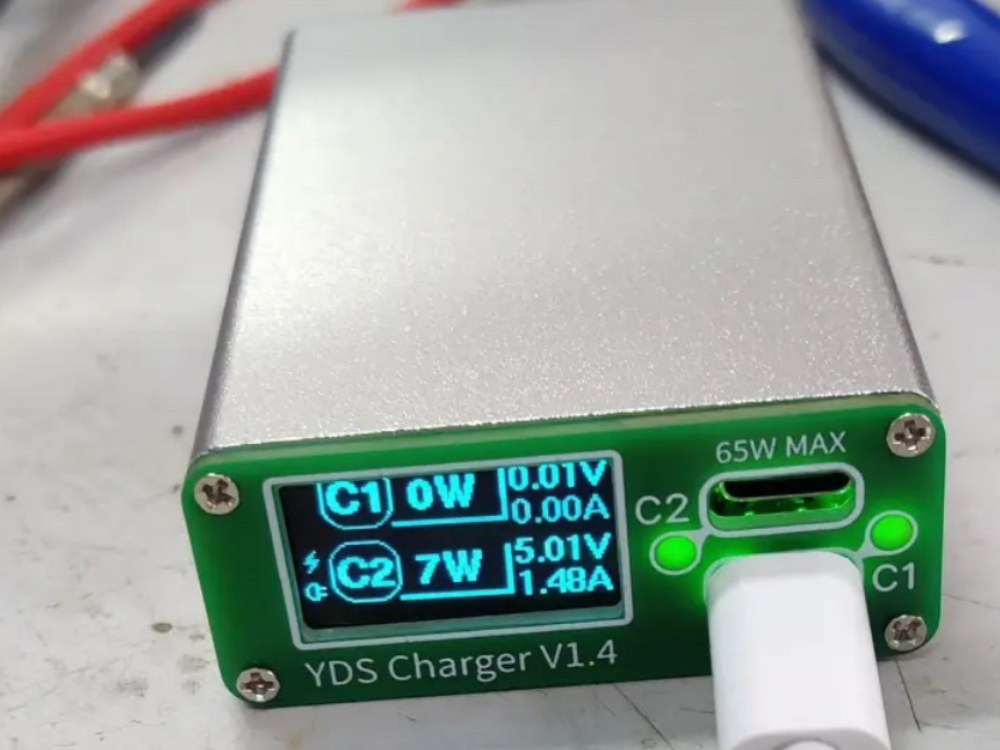 C1 0W 0.01V
0.00A
C2 7W 5.01V
1.48A
65W MAX
C2
C1
YDS Charger V1.4